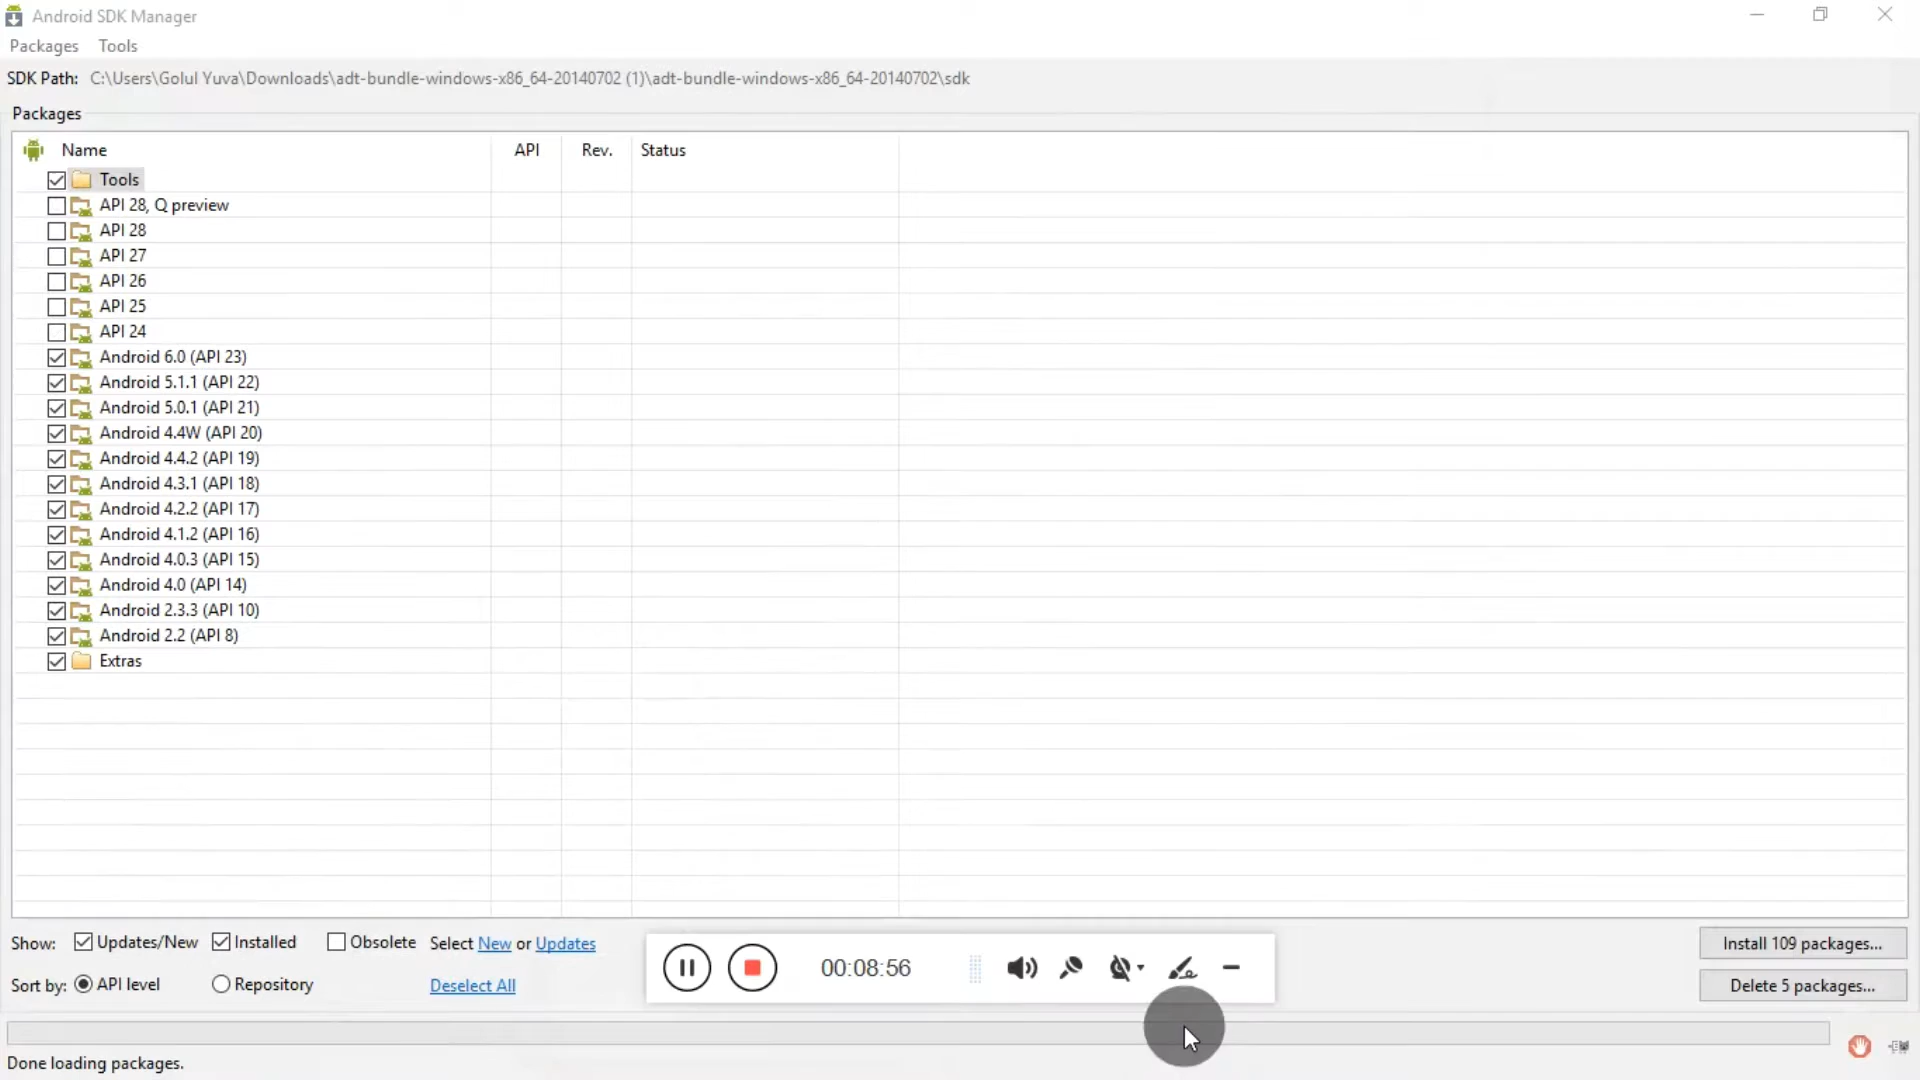 Android SDK Manager
Packages Tools
SDK Path: C:\Users\Golul Yuva\Downloads\adt-bundle-windows-x86_64-20140702 (1)\adt-bundle-windows-x86_64-20140702\sdk
Packages
Name API Rev. Status
Tools
API 28, Q preview
API 28
API 27
API 26
API 25
API 24
Android 6.0 (API 23)
Android 5.1.1 (API 22)
Android 5.0.1 (API 21)
Android 4.4W (API 20)
Android 4.4.2 (API 19)
Android 4.3.1 (API 18)
Android 4.2.2 (API 17)
Android 4.1.2 (API 16)
Android 4.0.3 (API 15)
Android 4.0 (API 14)
Android 2.3.3 (API 10)
Android 2.2 (API 8)
Extras
Show: Updates/New Installed Obsolete Select New or Updates Install 109 packages...
00:08:56
Sort by: API level Repository Deselect All Delete 5 packages...
Done loading packages.